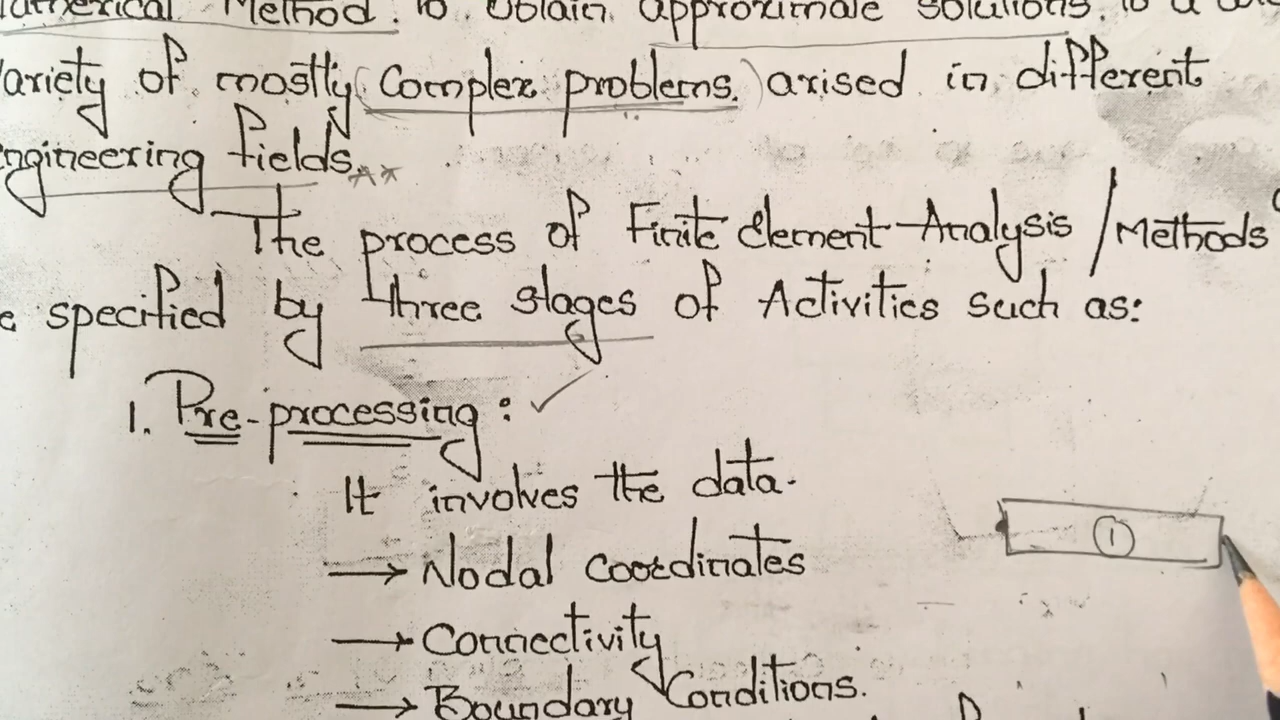 Numerical Method. to obtain approximate solutions. to a
variety of mostly (Complex problems.) arised in different
engineering fields.
The process of Finite Element Analysis / Methods
specified by three stages of Activities such as:
1. Pre-processing:
It involves the data.
→ Nodal coordinates
①
→ Connectivity
→ Boundary Conditions.